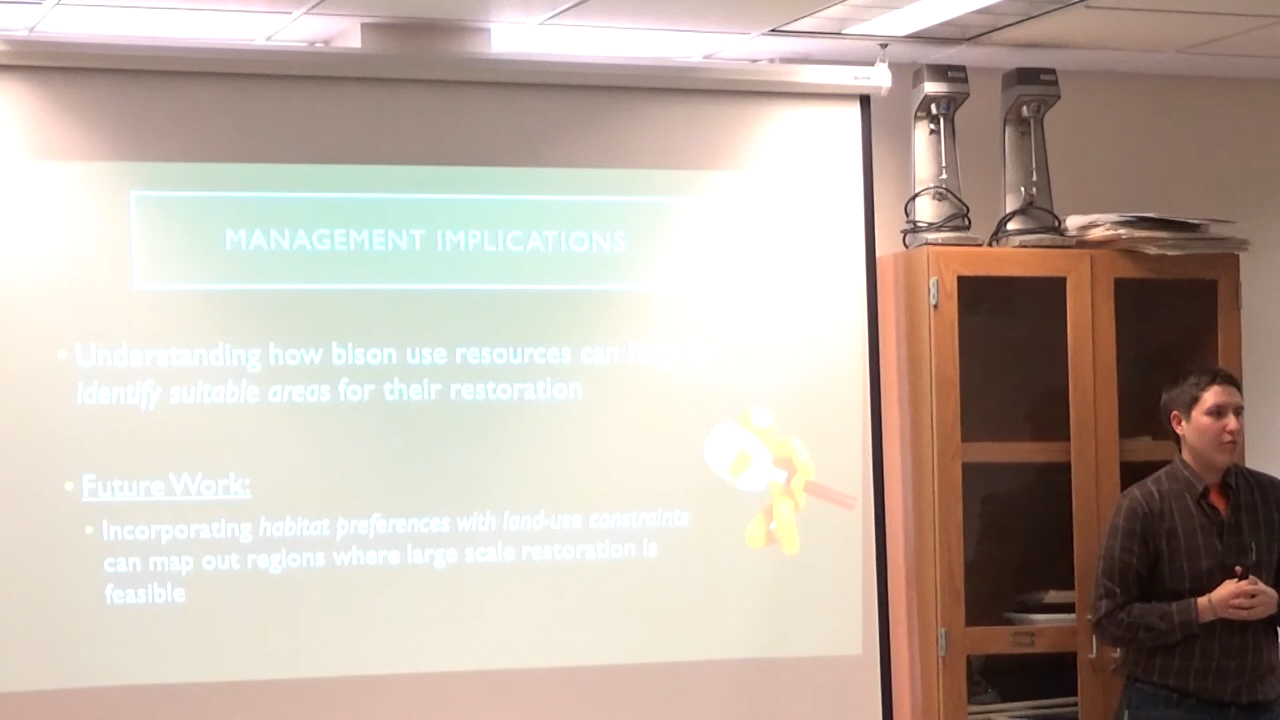 MANAGEMENT IMPLICATIONS
• Understanding how bison use resources can
identify suitable areas for their restoration
• Future Work:
• Incorporating habitat preferences with land-use constraints
can map out regions where large scale restoration is
feasible